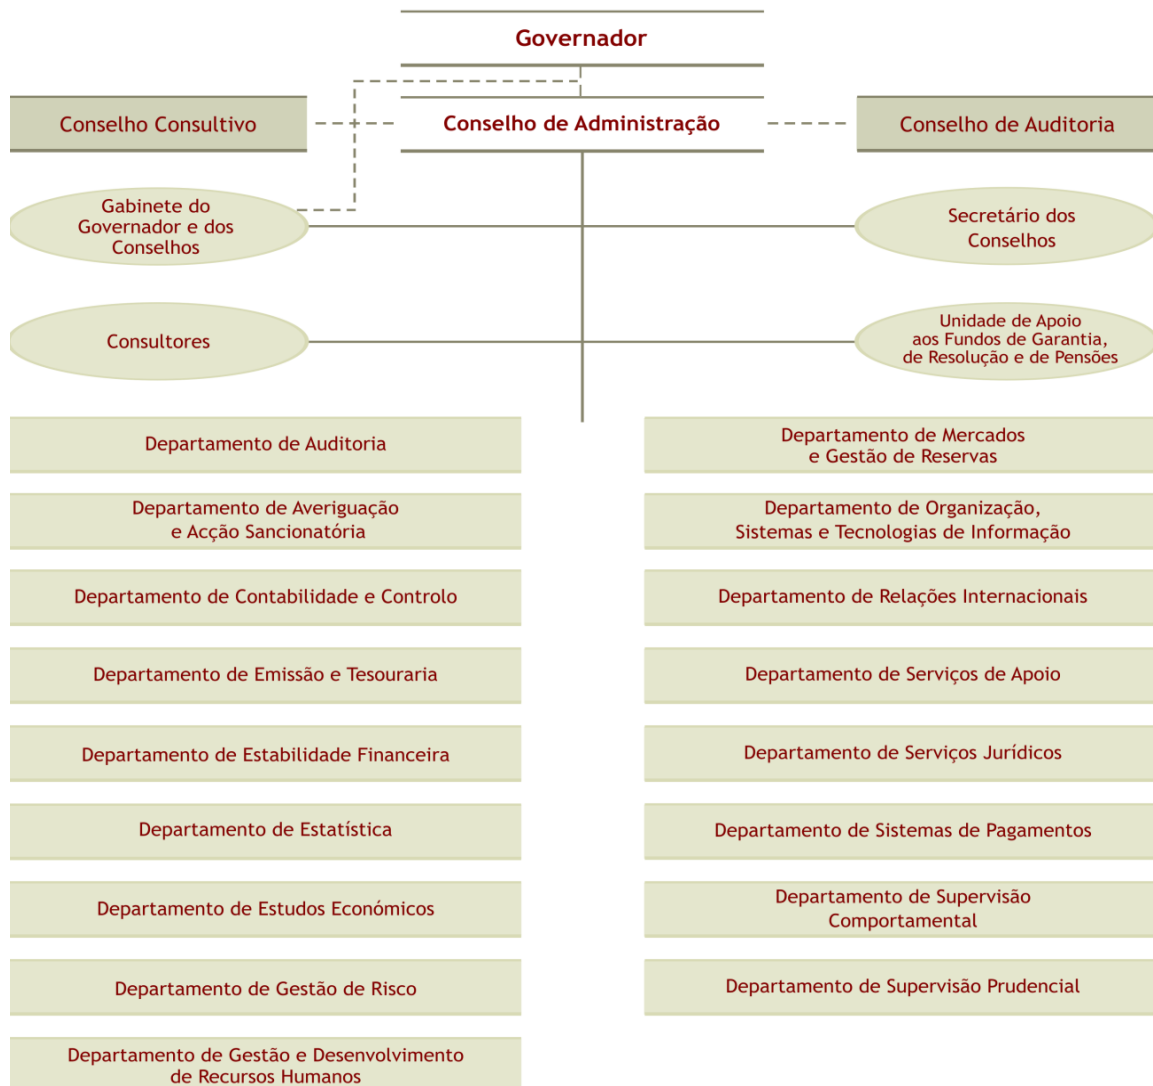 Governador
Conselho Consultivo
Conselho de Administração
Conselho de Auditoria
Gabinete do
Governador e dos
Conselhos
Secretário dos
Conselhos
Consultores
Unidade de Apoio
aos Fundos de Garantia,
de Resolução e de Pensões
Departamento de Auditoria
Departamento de Averiguação
e Acção Sancionatória
Departamento de Contabilidade e Controlo
Departamento de Emissão e Tesouraria
Departamento de Estabilidade Financeira
Departamento de Estatística
Departamento de Estudos Económicos
Departamento de Gestão de Risco
Departamento de Gestão e Desenvolvimento
de Recursos Humanos
Departamento de Mercados
e Gestão de Reservas
Departamento de Organização,
Sistemas e Tecnologias de Informação
Departamento de Relações Internacionais
Departamento de Serviços de Apoio
Departamento de Serviços Jurídicos
Departamento de Sistemas de Pagamentos
Departamento de Supervisão
Comportamental
Departamento de Supervisão Prudencial